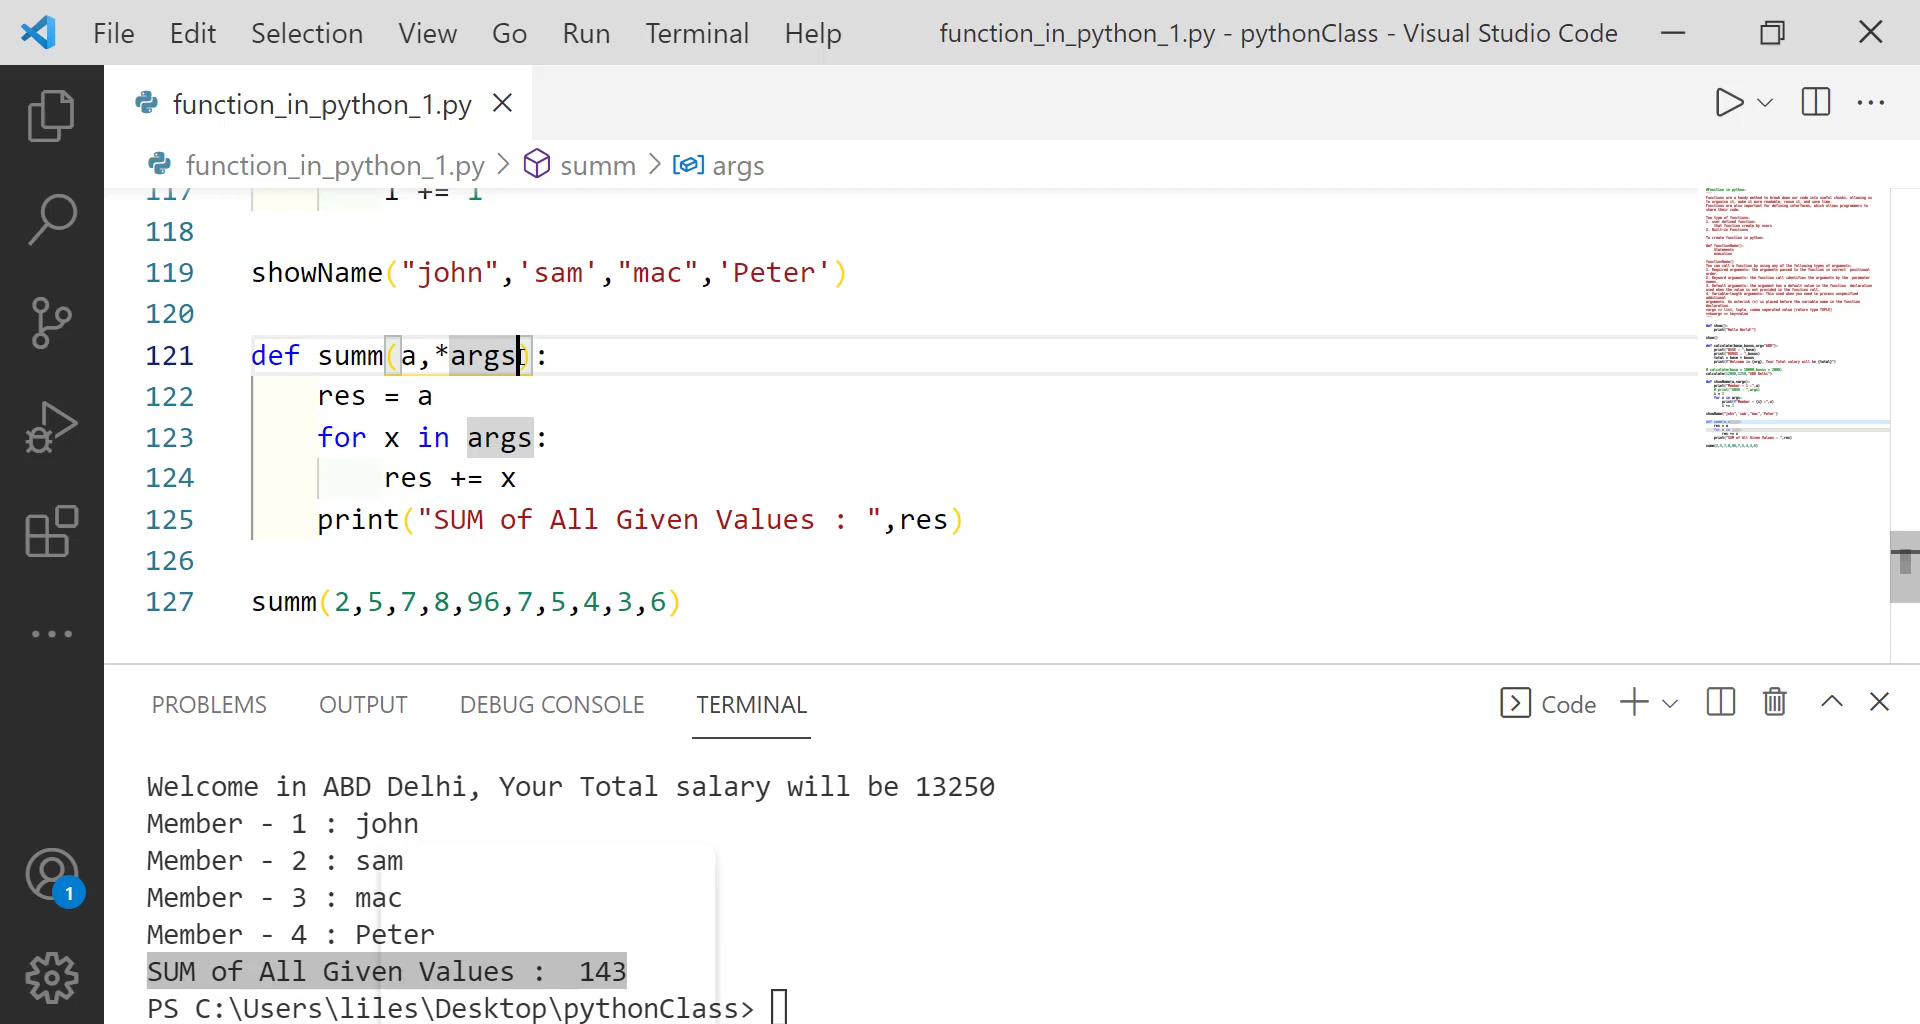 File Edit Selection View Go Run Terminal Help function_in_python_1.py - pythonClass - Visual Studio Code
function_in_python_1.py
function_in_python_1.py > summ > args
117 i += 1
118
119 showName("john",'sam',"mac",'Peter')
120
121 def summ(a,*args):
122 res = a
123 for x in args:
124 res += x
125 print("SUM of All Given Values : ",res)
126
127 summ(2,5,7,8,96,7,5,4,3,6)
PROBLEMS OUTPUT DEBUG CONSOLE TERMINAL Code
Welcome in ABD Delhi, Your Total salary will be 13250
Member - 1 : john
Member - 2 : sam
Member - 3 : mac
Member - 4 : Peter
SUM of All Given Values :  143
PS C:\Users\liles\Desktop\pythonClass>
1